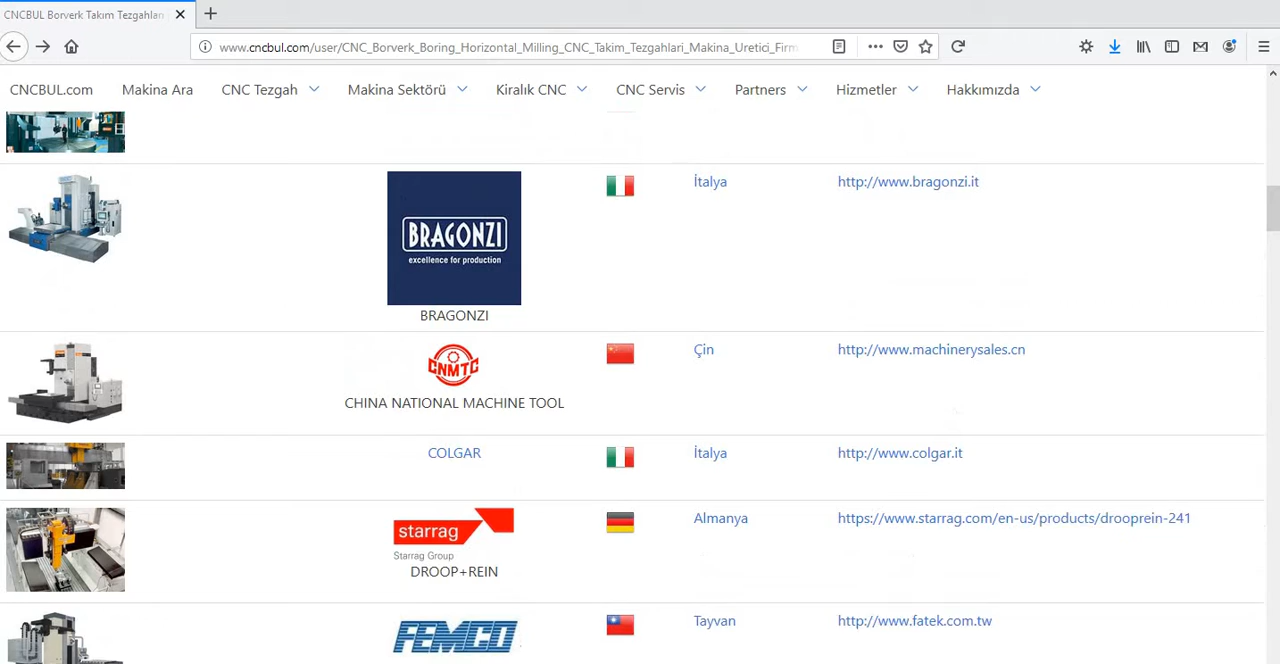 CNCBUL Borverk Takım Tezgahları
www.cncbul.com/user/CNC_Borverk_Boring_Horizontal_Milling_CNC_Takim_Tezgahlari_Makina_Uretici_Firm
CNCBUL.com Makina Ara CNC Tezgah Makina Sektörü Kiralık CNC CNC Servis Partners Hizmetler Hakkımızda
BRAGONZI
excellence for production
BRAGONZI
İtalya
http://www.bragonzi.it
CNMTC
CHINA NATIONAL MACHINE TOOL
Çin
http://www.machinerysales.cn
COLGAR
İtalya
http://www.colgar.it
starrag
Starrag Group
DROOP+REIN
Almanya
https://www.starrag.com/en-us/products/drooprein-241
FEMCO
Tayvan
http://www.fatek.com.tw